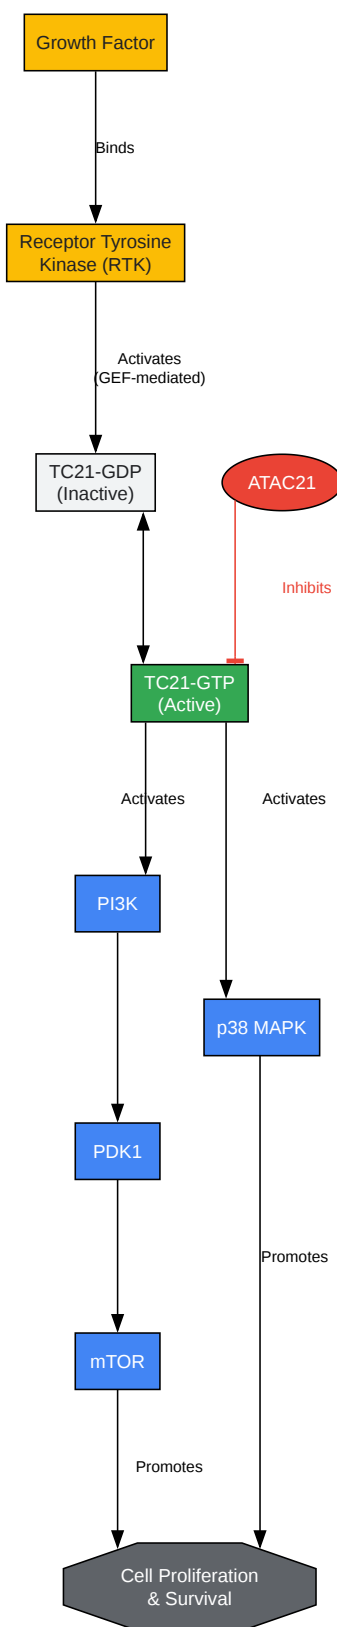 Growth Factor
Binds
Receptor Tyrosine
Kinase (RTK)
Activates
(GEF-mediated)
TC21-GDP
(Inactive)
ATAC21
Inhibits
TC21-GTP
(Active)
Activates
Activates
PI3K
p38 MAPK
PDK1
Promotes
mTOR
Promotes
Cell Proliferation
& Survival